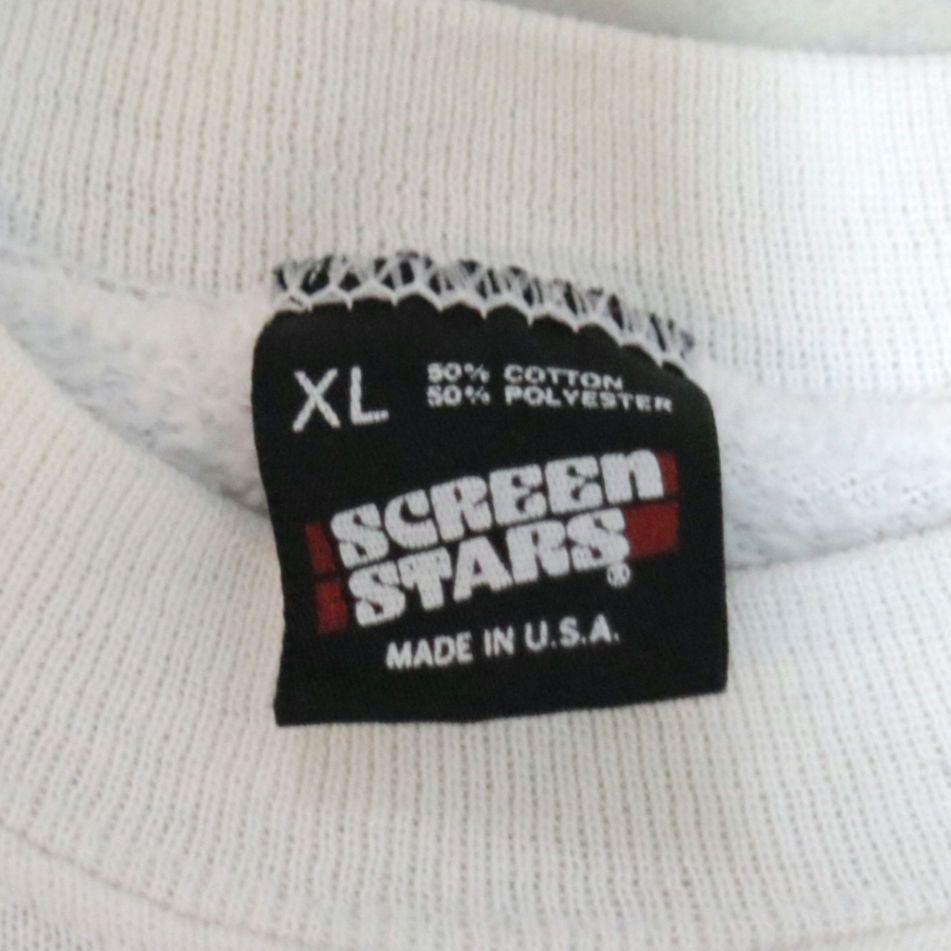 XL
50% COTTON
50% POLYESTER
SCREEN
STARS®
MADE IN U.S.A.